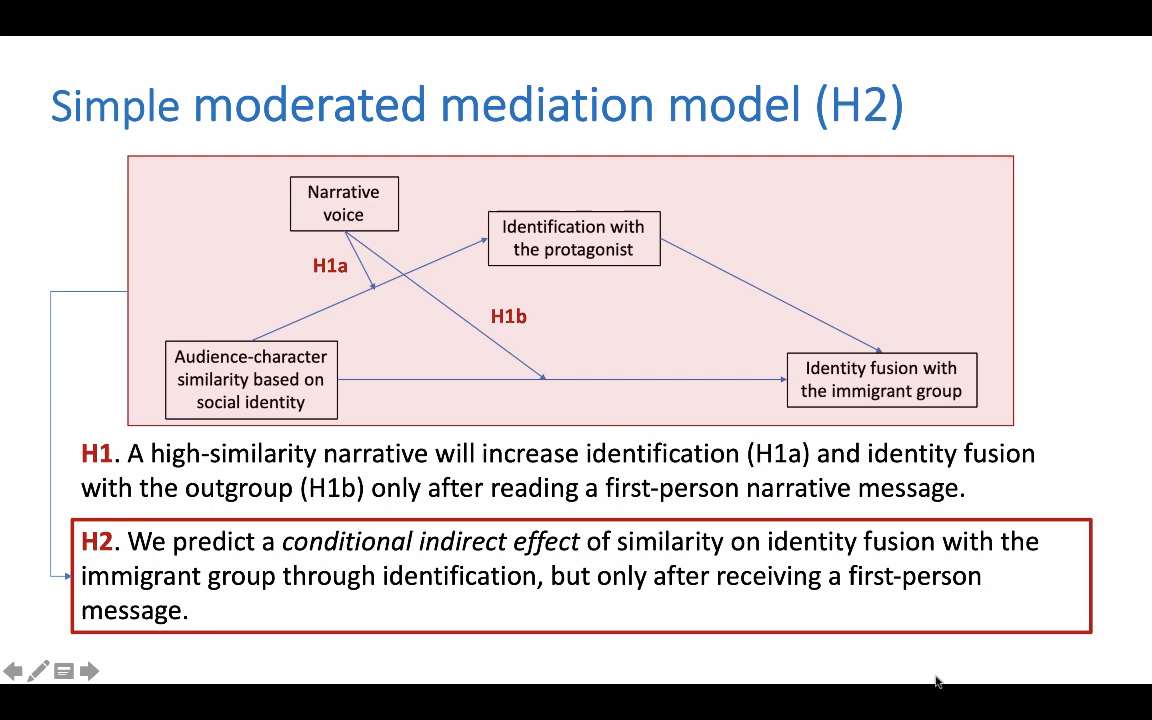 Simple moderated mediation model (H2)
Narrative
voice
Identification with
the protagonist
H1a
H1b
Audience-character
similarity based on
social identity
Identity fusion with
the immigrant group
H1. A high-similarity narrative will increase identification (H1a) and identity fusion
with the outgroup (H1b) only after reading a first-person narrative message.
H2. We predict a conditional indirect effect of similarity on identity fusion with the
immigrant group through identification, but only after receiving a first-person
message.